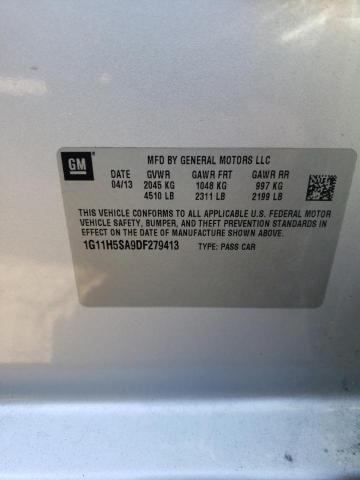 GM
MFD BY GENERAL MOTORS LLC
DATE GVWR GAWR FRT GAWR RR
04/13 2045 KG 1048 KG 997 KG
4510 LB 2311 LB 2199 LB
THIS VEHICLE CONFORMS TO ALL APPLICABLE U.S. FEDERAL MOTOR
VEHICLE SAFETY, BUMPER, AND THEFT PREVENTION STANDARDS
IN EFFECT ON THE DATE OF MANUFACTURE SHOWN ABOVE.
1G11H5SA9DF279413 TYPE: PASS CAR